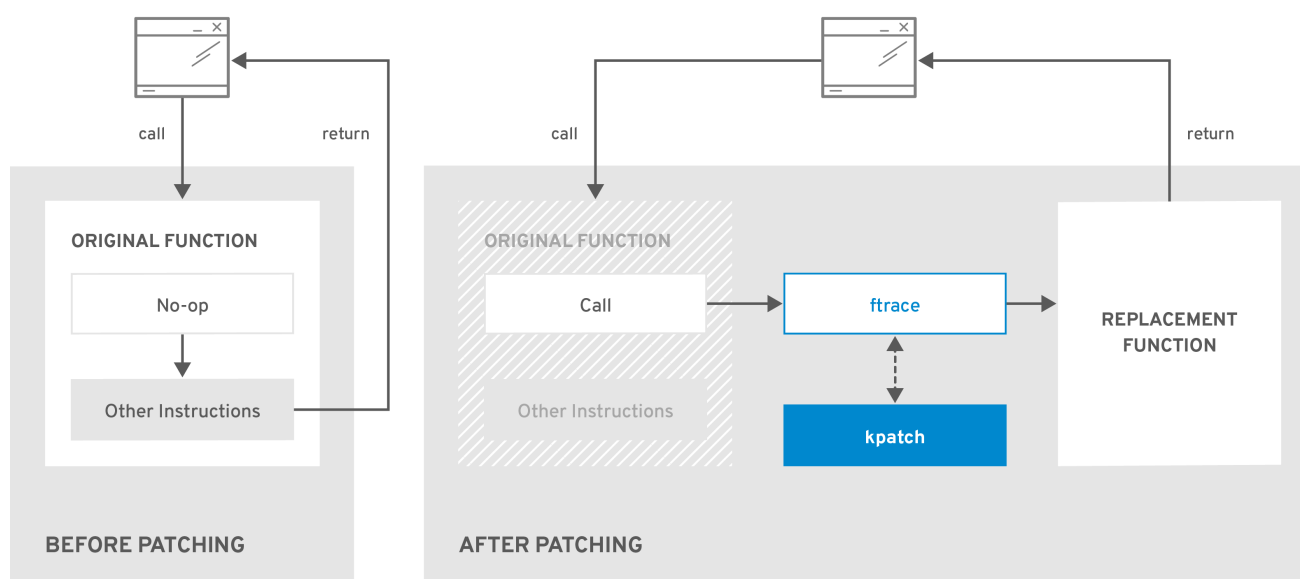 call
return
ORIGINAL FUNCTION
No-op
Other Instructions
BEFORE PATCHING
call
return
ORIGINAL FUNCTION
Call
ftrace
REPLACEMENT
FUNCTION
Other Instructions
kpatch
AFTER PATCHING